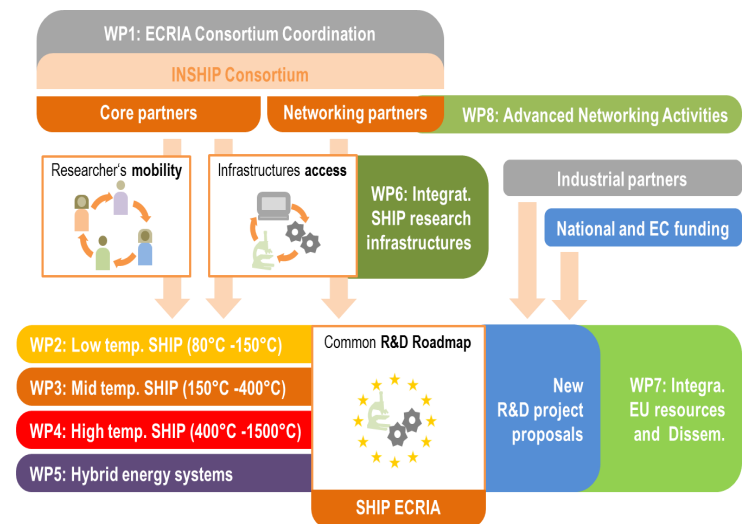 WP1: ECRIA Consortium Coordination
INSHIP Consortium
Core partners
Networking partners
WP8: Advanced Networking Activities
Researcher's mobility
Infrastructures access
WP6: Integrat.
SHIP research
infrastructures
Industrial partners
National and EC funding
WP2: Low temp. SHIP (80°C -150°C)
WP3: Mid temp. SHIP (150°C -400°C)
WP4: High temp. SHIP (400°C -1500°C)
WP5: Hybrid energy systems
Common R&D Roadmap
SHIP ECRIA
New
R&D project
proposals
WP7: Integra.
EU resources
and Dissem.